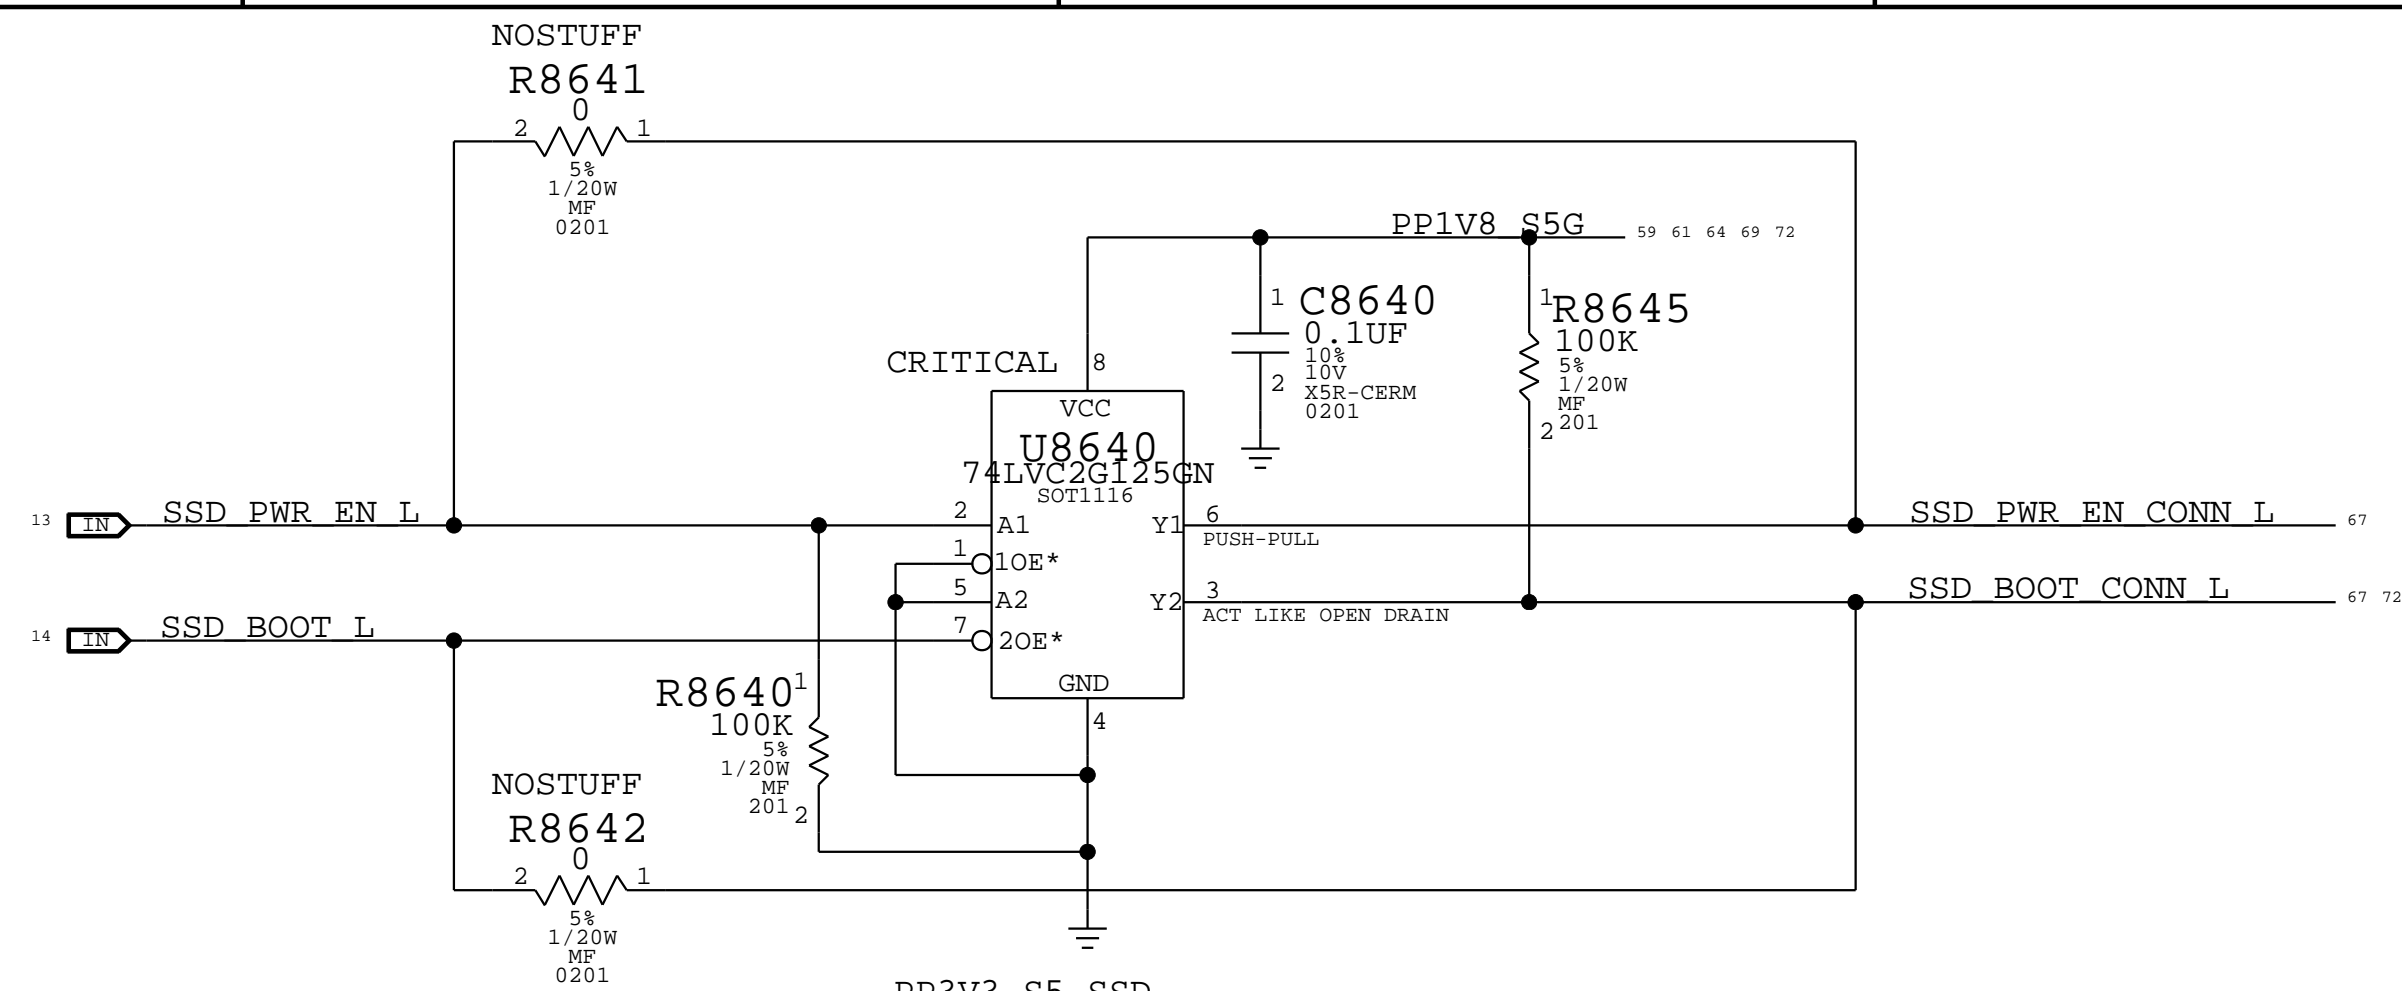 NOSTUFF
R8641
0
2 1
5%
1/20W
MF
0201
PP1V8_S5G 59 61 64 69 72
1 C8640
0.1UF
10%
10V
X5R-CERM
0201
2
1 R8645
100K
5%
1/20W
MF
201
2
CRITICAL 8
VCC
U8640
74LVC2G125GN
SOT1116
13 IN SSD_PWR_EN_L 2 A1 Y1 6 SSD_PWR_EN_CONN_L 67
PUSH-PULL
1 1OE*
5 A2 Y2 3 SSD_BOOT_CONN_L 67 72
ACT LIKE OPEN DRAIN
14 IN SSD_BOOT_L 7 2OE*
GND
4
R8640 1
100K
5%
1/20W
MF
201 2
NOSTUFF
R8642
0
2 1
5%
1/20W
MF
0201
PP3V3_S5_SSD